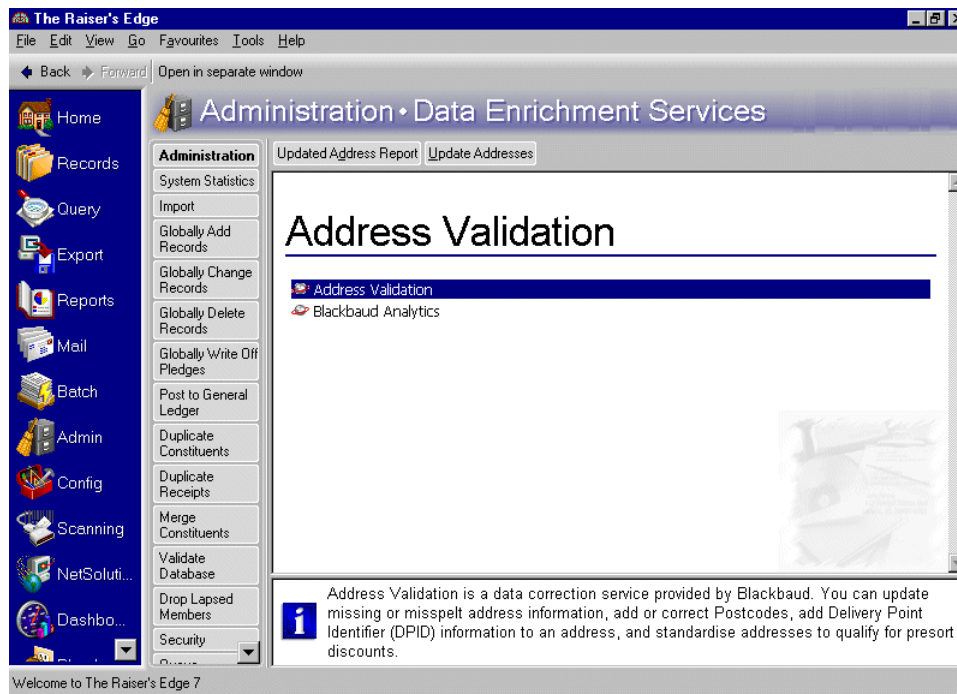 The Raiser's Edge
File Edit View Go Favourites Tools Help
Back Forward Open in separate window
Administration • Data Enrichment Services
Home
Records
Query
Export
Reports
Mail
Batch
Admin
Config
Scanning
NetSoluti...
Dashbo...
Administration
System Statistics
Import
Globally Add
Records
Globally Change
Records
Globally Delete
Records
Globally Write Off
Pledges
Post to General
Ledger
Duplicate
Constituents
Duplicate
Receipts
Merge
Constituents
Validate
Database
Drop Lapsed
Members
Security
Updated Address Report Update Addresses
Address Validation
Address Validation
Blackbaud Analytics
Address Validation is a data correction service provided by Blackbaud. You can update
missing or misspelt address information, add or correct Postcodes, add Delivery Point
Identifier (DPID) information to an address, and standardise addresses to qualify for presort
discounts.
Welcome to The Raiser's Edge 7